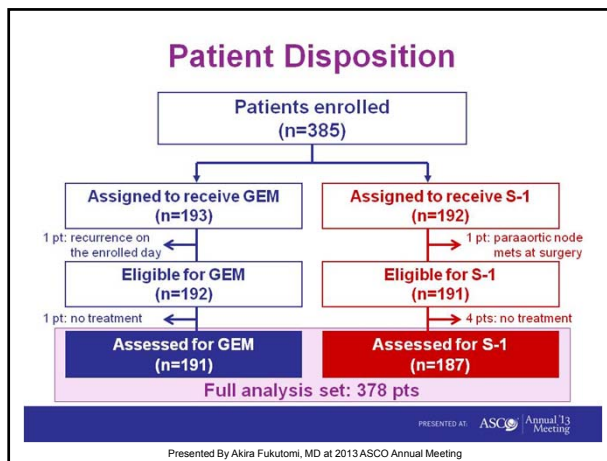 Patient Disposition
Patients enrolled
(n=385)
Assigned to receive GEM
(n=193)
Assigned to receive S-1
(n=192)
1 pt: recurrence on
the enrolled day
1 pt: paraaortic node
mets at surgery
Eligible for GEM
(n=192)
Eligible for S-1
(n=191)
1 pt: no treatment
4 pts: no treatment
Assessed for GEM
(n=191)
Assessed for S-1
(n=187)
Full analysis set: 378 pts
PRESENTED AT:
ASCO
Annual '13
Meeting
Presented By Akira Fukutomi, MD at 2013 ASCO Annual Meeting